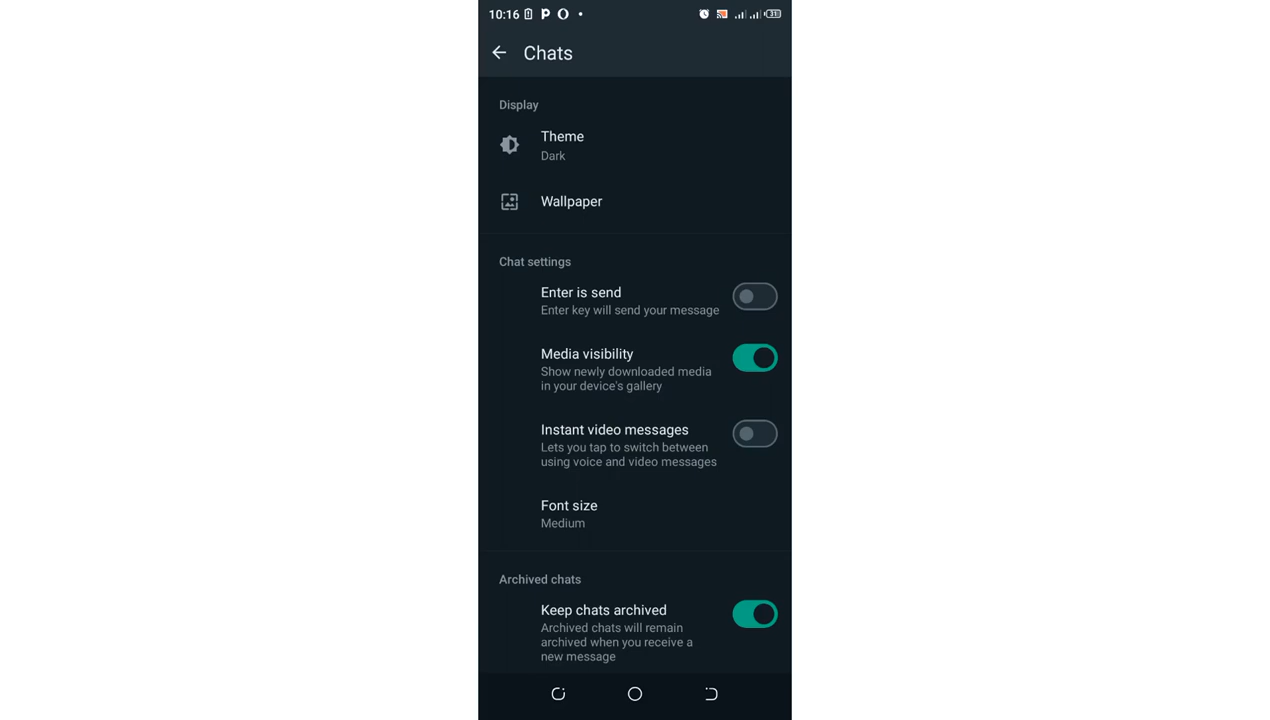 10:16
31
Chats
Display
Theme
Dark
Wallpaper
Chat settings
Enter is send
Enter key will send your message
Media visibility
Show newly downloaded media
in your device's gallery
Instant video messages
Lets you tap to switch between
using voice and video messages
Font size
Medium
Archived chats
Keep chats archived
Archived chats will remain
archived when you receive a
new message